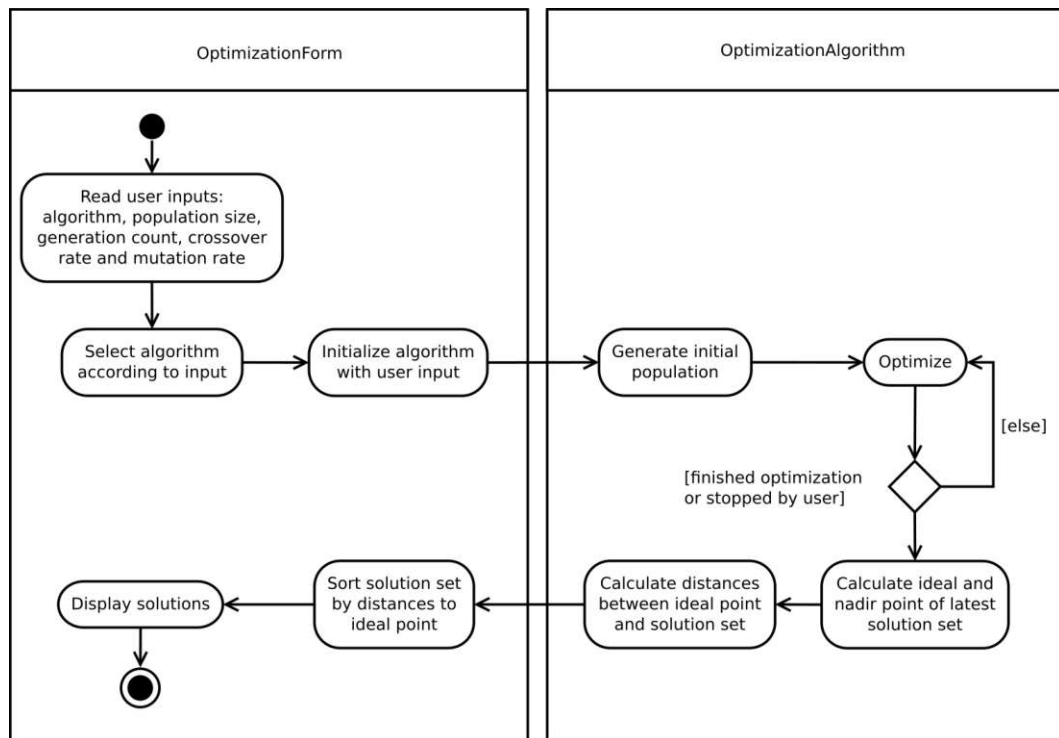 OptimizationForm
OptimizationAlgorithm
Read user inputs:
algorithm, population size,
generation count, crossover
rate and mutation rate
Select algorithm
according to input
Initialize algorithm
with user input
Generate initial
population
Optimize
[else]
[finished optimization
or stopped by user]
Display solutions
Sort solution set
by distances to
ideal point
Calculate distances
between ideal point
and solution set
Calculate ideal and
nadir point of latest
solution set